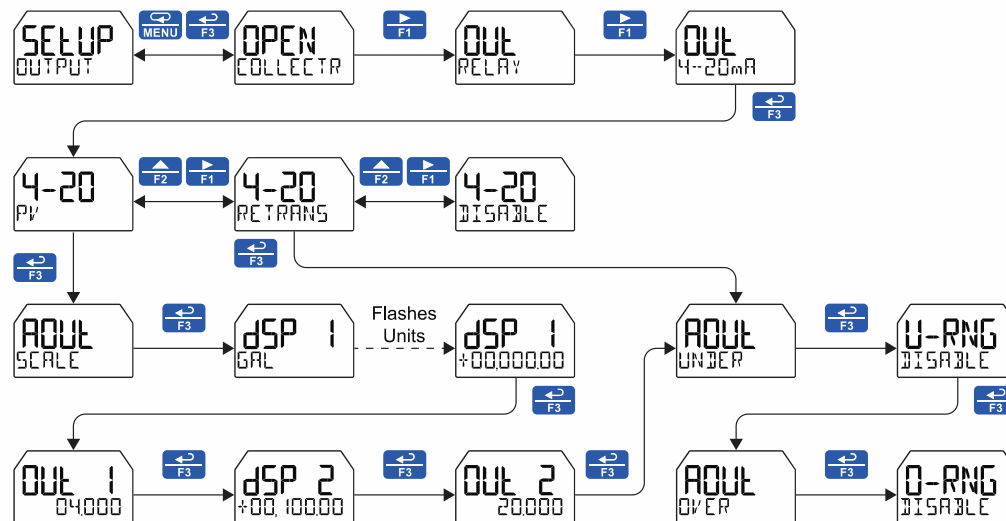 SEtUP
OUTPUT
MENU
F3
OPEN
COLLECTR
F1
OUt
RELAY
F1
OUt
4-20mA
F3
4-20
PV
F2
F1
4-20
RETRANS
F2
F1
4-20
DISABLE
F3
F3
AOUt
SCALE
F3
dSP 1
GAL
Flashes
Units
dSP 1
+00,000.00
F3
AOUt
UNDER
F3
U-RNG
DISABLE
F3
OUt 1
04.000
F3
dSP 2
+00,100.00
F3
OUt 2
20.000
F3
AOUt
OVER
F3
O-RNG
DISABLE